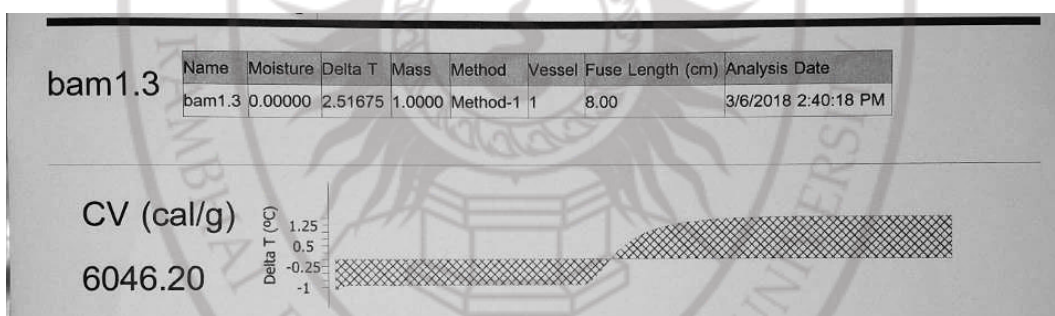 bam1.3
Name Moisture Delta T Mass Method Vessel Fuse Length (cm) Analysis Date
bam1.3 0.00000 2.51675 1.0000 Method-1 1 8.00 3/6/2018 2:40:18 PM
CV (cal/g)
6046.20
Delta T (ºC)
1.25
0.5
-0.25
-1